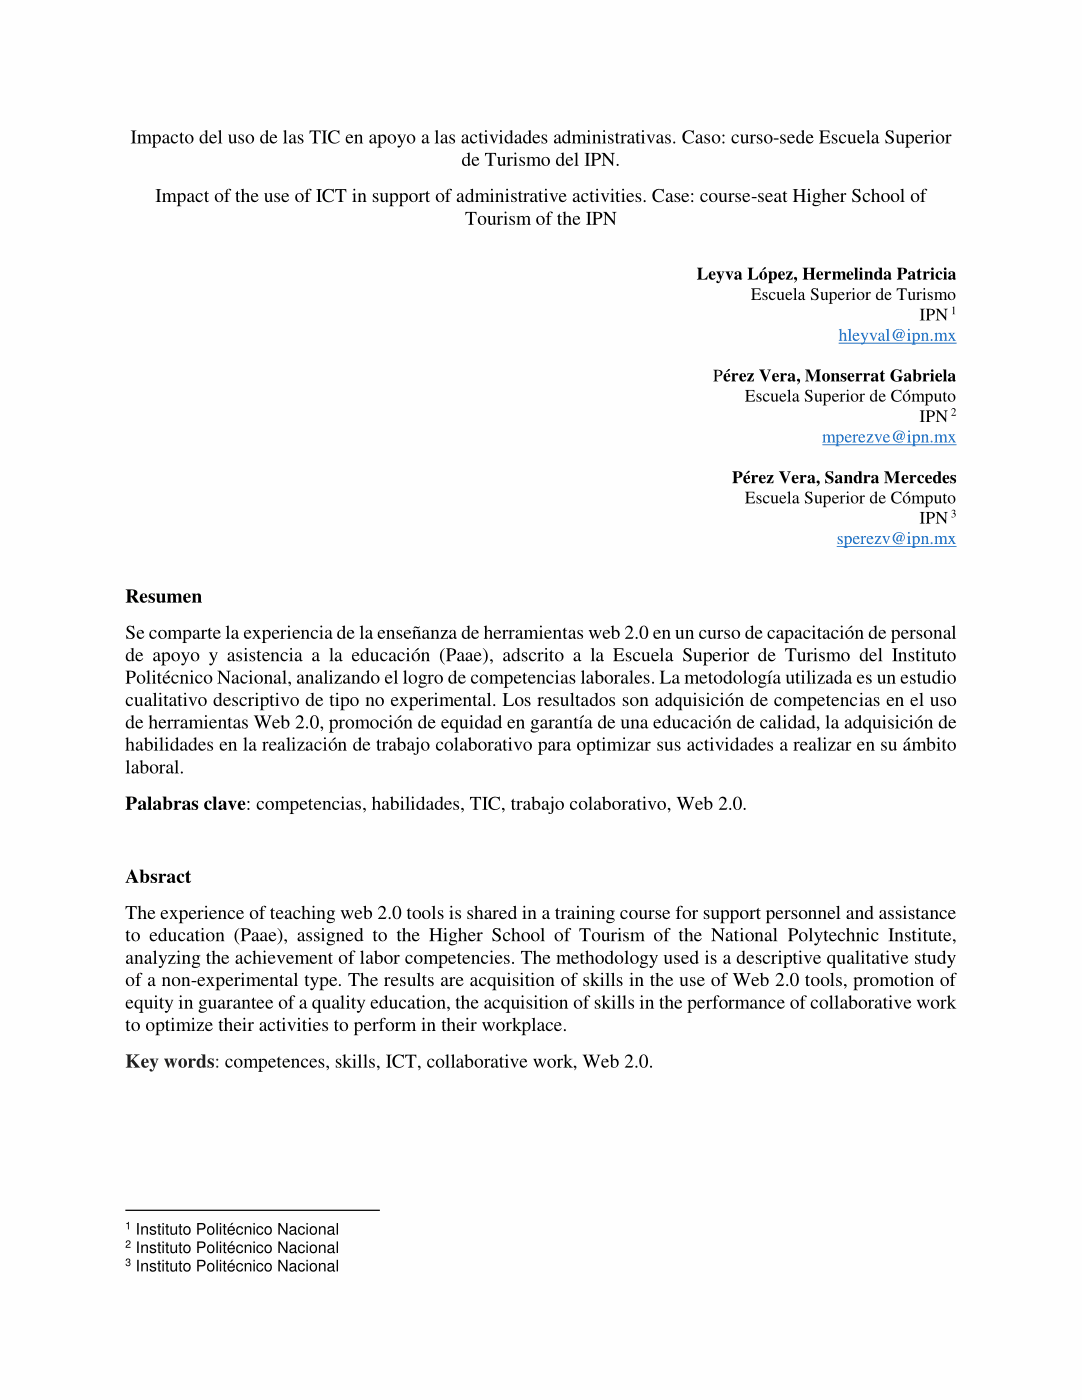 Impacto del uso de las TIC en apoyo a las actividades administrativas. Caso: curso-sede Escuela Superior
de Turismo del IPN.
Impact of the use of ICT in support of administrative activities. Case: course-seat Higher School of
Tourism of the IPN
Leyva López, Hermelinda Patricia
Escuela Superior de Turismo
IPN 1
hleyval@ipn.mx
Pérez Vera, Monserrat Gabriela
Escuela Superior de Cómputo
IPN 2
mperezve@ipn.mx
Pérez Vera, Sandra Mercedes
Escuela Superior de Cómputo
IPN 3
sperezv@ipn.mx
Resumen
Se comparte la experiencia de la enseñanza de herramientas web 2.0 en un curso de capacitación de personal
de apoyo y asistencia a la educación (Paae), adscrito a la Escuela Superior de Turismo del Instituto
Politécnico Nacional, analizando el logro de competencias laborales. La metodología utilizada es un estudio
cualitativo descriptivo de tipo no experimental. Los resultados son adquisición de competencias en el uso
de herramientas Web 2.0, promoción de equidad en garantía de una educación de calidad, la adquisición de
habilidades en la realización de trabajo colaborativo para optimizar sus actividades a realizar en su ámbito
laboral.
Palabras clave: competencias, habilidades, TIC, trabajo colaborativo, Web 2.0.
Absract
The experience of teaching web 2.0 tools is shared in a training course for support personnel and assistance
to education (Paae), assigned to the Higher School of Tourism of the National Polytechnic Institute,
analyzing the achievement of labor competencies. The methodology used is a descriptive qualitative study
of a non-experimental type. The results are acquisition of skills in the use of Web 2.0 tools, promotion of
equity in guarantee of a quality education, the acquisition of skills in the performance of collaborative work
to optimize their activities to perform in their workplace.
Key words: competences, skills, ICT, collaborative work, Web 2.0.
1 Instituto Politécnico Nacional
2 Instituto Politécnico Nacional
3 Instituto Politécnico Nacional